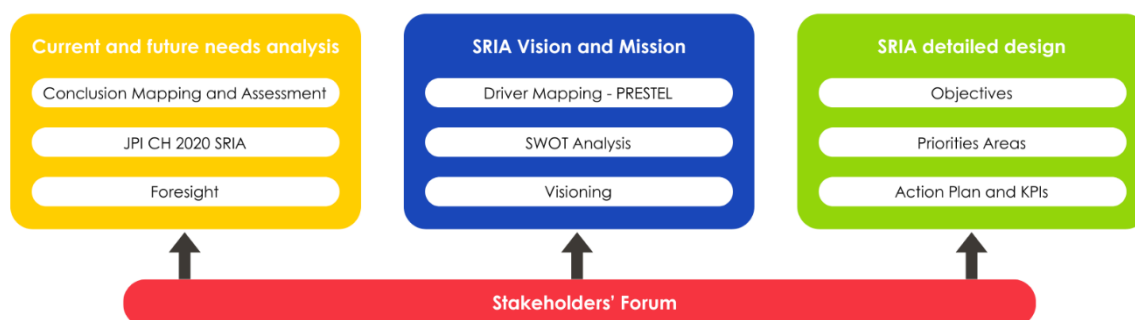 Current and future needs analysis
Conclusion Mapping and Assessment
JPI CH 2020 SRIA
Foresight
SRIA Vision and Mission
Driver Mapping - PRESTEL
SWOT Analysis
Visioning
SRIA detailed design
Objectives
Priorities Areas
Action Plan and KPIs
Stakeholders' Forum